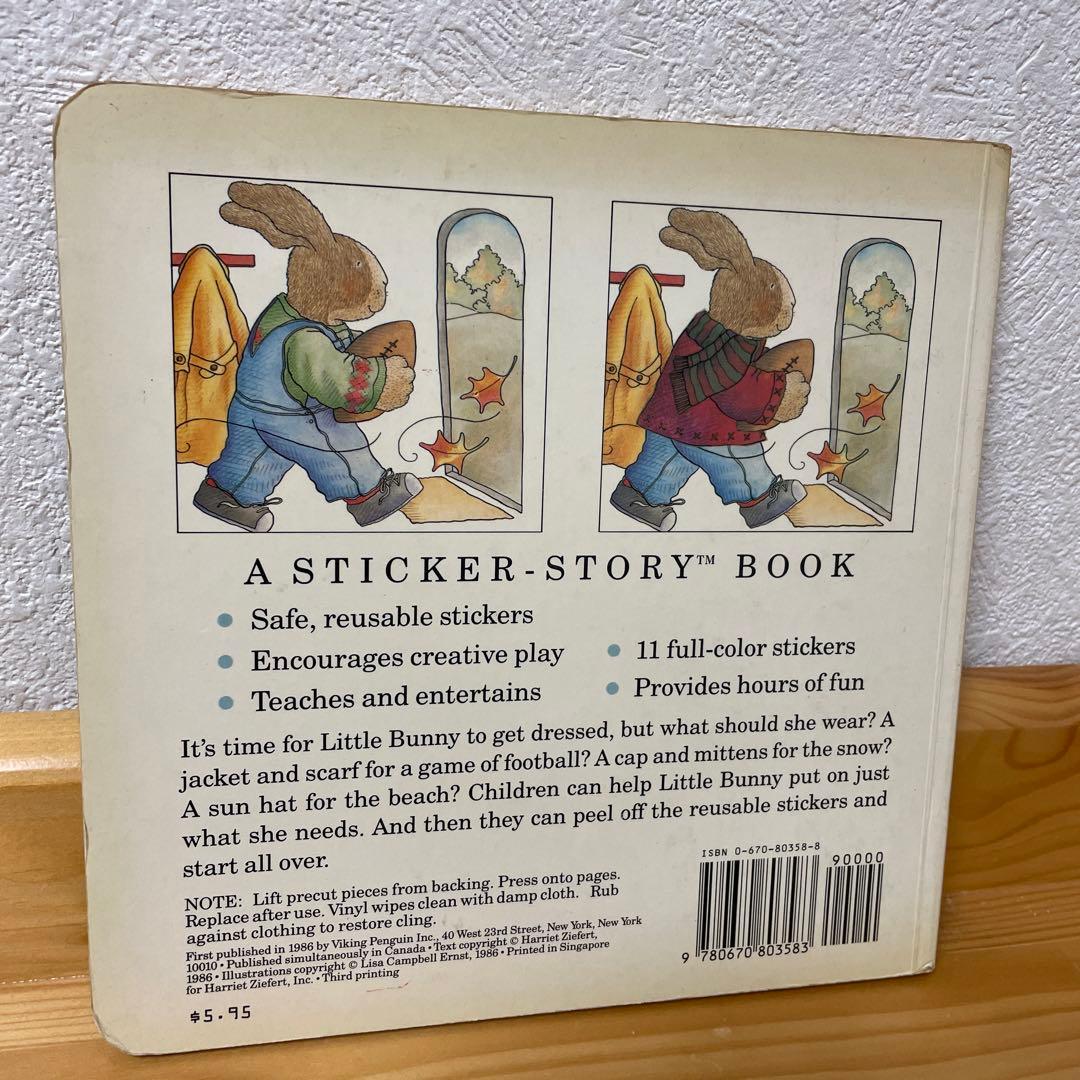 A STICKER-STORY™ BOOK
• Safe, reusable stickers
• Encourages creative play
• Teaches and entertains
• 11 full-color stickers
• Provides hours of fun
It's time for Little Bunny to get dressed, but what should she wear? A
jacket and scarf for a game of football? A cap and mittens for the snow?
A sun hat for the beach? Children can help Little Bunny put on just
what she needs. And then they can peel off the reusable stickers and
start all over.
NOTE: Lift precut pieces from backing. Press onto pages.
Replace after use. Vinyl wipes clean with damp cloth. Rub
against clothing to restore cling.
First published in 1986 by Viking Penguin Inc., 40 West 23rd Street, New York, New York
10010 • Published simultaneously in Canada • Text copyright © Harriet Ziefert,
1986 • Illustrations copyright © Lisa Campbell Ernst, 1986 • Printed in Singapore
for Harriet Ziefert, Inc. • Third printing
$5.95
ISBN 0-670-80358-8
90000
9 780670 803583